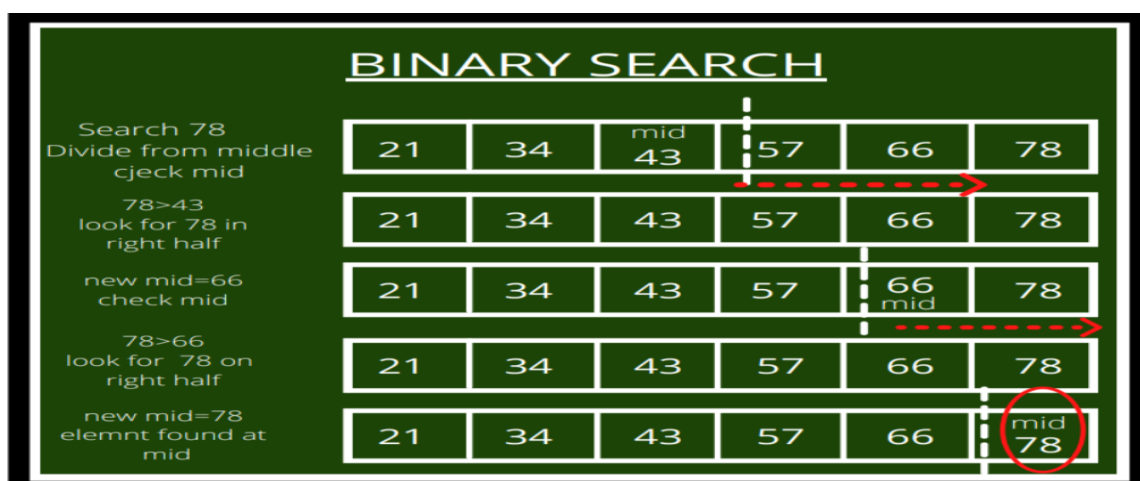 BINARY SEARCH
Search 78
Divide from middle
cjeck mid
21 34 mid 43 57 66 78
78>43
look for 78 in
right half
21 34 43 57 66 78
new mid=66
check mid
21 34 43 57 66 mid 78
78>66
look for 78 on
right half
21 34 43 57 66 78
new mid=78
elemnt found at
mid
21 34 43 57 66 mid 78